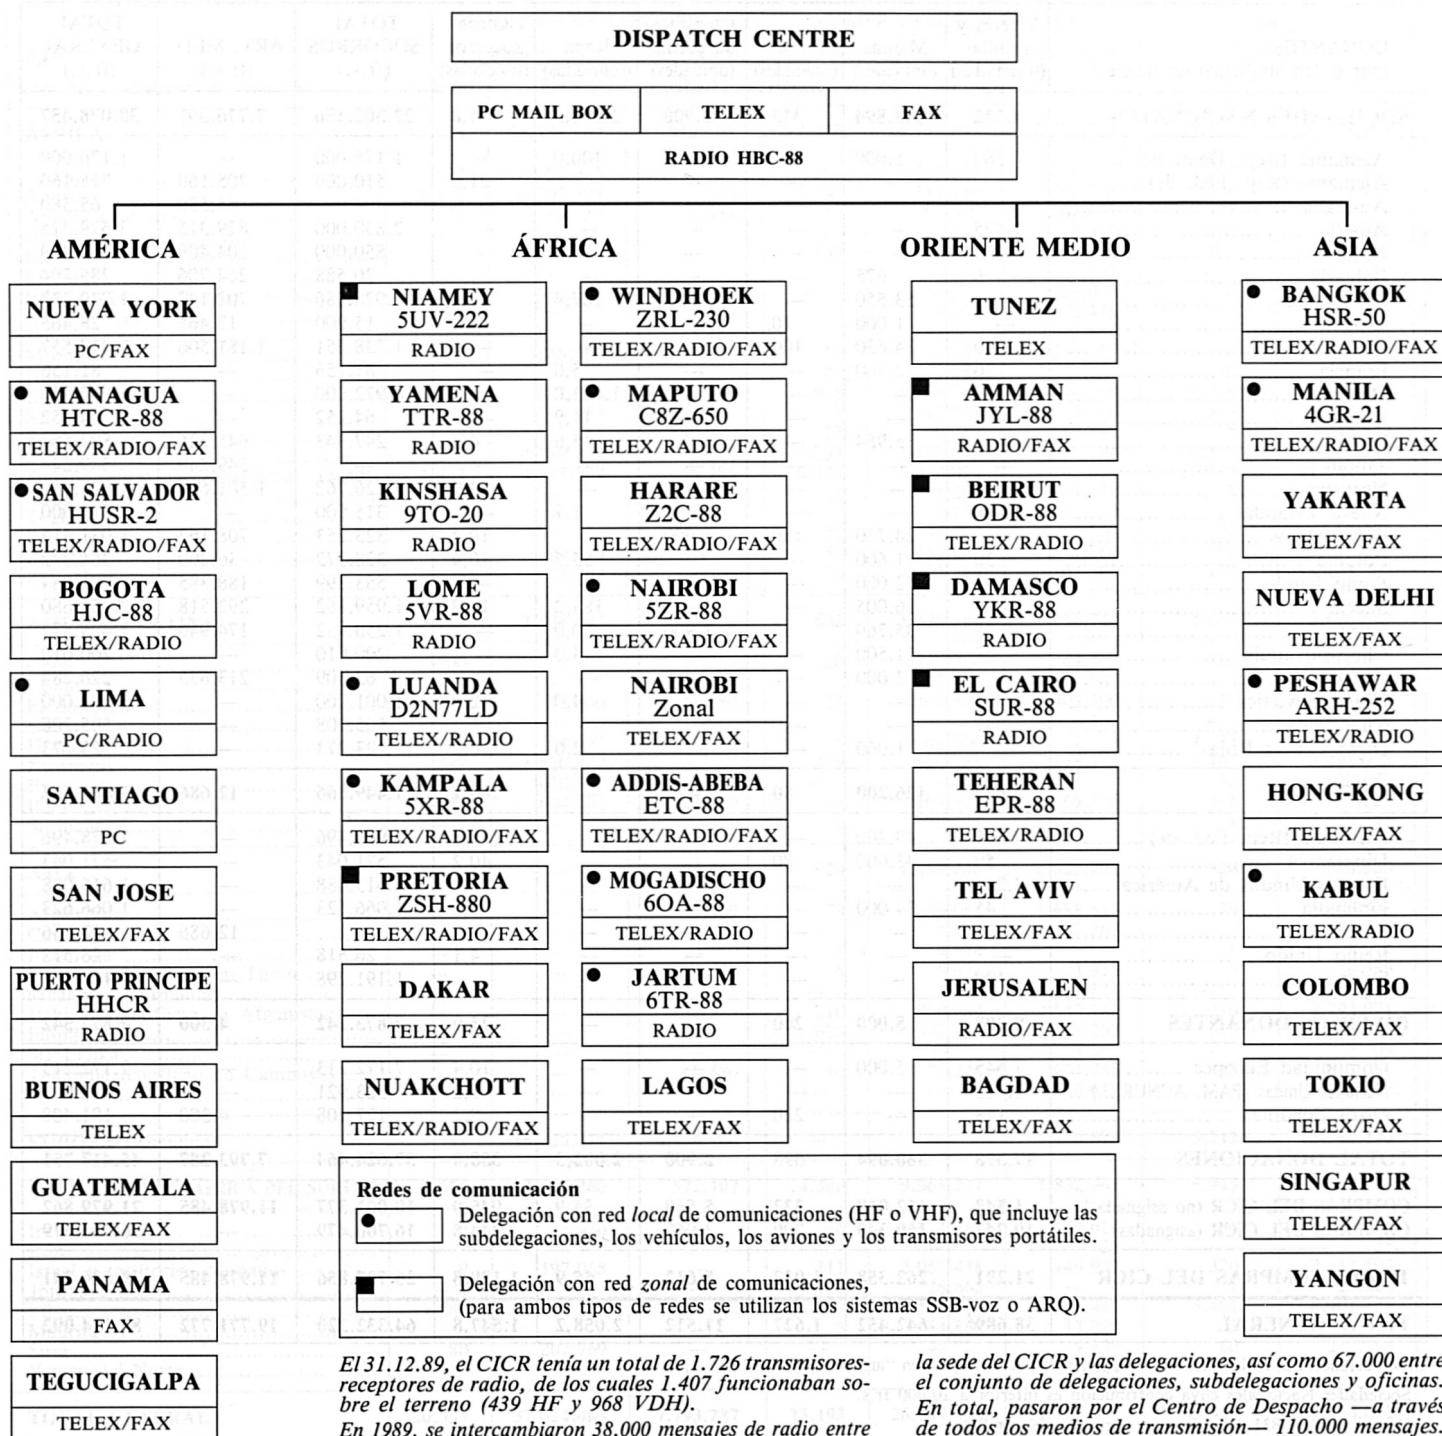 DISPATCH CENTRE
PC MAIL BOX
TELEX
FAX
RADIO HBC-88
AMÉRICA
NUEVA YORK
PC/FAX
MANAGUA
HTCR-88
TELEX/RADIO/FAX
SAN SALVADOR
HUSR-2
TELEX/RADIO/FAX
BOGOTA
HJC-88
TELEX/RADIO
LIMA
PC/RADIO
SANTIAGO
PC
SAN JOSE
TELEX/FAX
PUERTO PRINCIPE
HHCR
RADIO
BUENOS AIRES
TELEX
GUATEMALA
TELEX/FAX
PANAMA
FAX
TEGUCIGALPA
TELEX/FAX
ÁFRICA
NIAMEY
5UV-222
RADIO
YAMENA
TTR-88
RADIO
KINSHASA
9TO-20
RADIO
LOME
5VR-88
RADIO
LUANDA
D2N77LD
TELEX/RADIO
KAMPALA
5XR-88
TELEX/RADIO/FAX
PRETORIA
ZSH-880
TELEX/RADIO/FAX
DAKAR
TELEX/FAX
NUAKCHOTT
TELEX/RADIO/FAX
WINDHOEK
ZRL-230
TELEX/RADIO/FAX
MAPUTO
C8Z-650
TELEX/RADIO/FAX
HARARE
Z2C-88
TELEX/RADIO/FAX
NAIROBI
5ZR-88
TELEX/RADIO/FAX
NAIROBI
Zonal
TELEX/FAX
ADDIS-ABEBA
ETC-88
TELEX/RADIO/FAX
MOGADISCHO
6OA-88
TELEX/RADIO
JARTUM
6TR-88
RADIO
LAGOS
TELEX/FAX
ORIENTE MEDIO
TUNEZ
TELEX
AMMAN
JYL-88
RADIO/FAX
BEIRUT
ODR-88
TELEX/RADIO
DAMASCO
YKR-88
RADIO
EL CAIRO
SUR-88
RADIO
TEHERAN
EPR-88
TELEX/RADIO
TEL AVIV
TELEX/FAX
JERUSALEN
RADIO/FAX
BAGDAD
TELEX/FAX
ASIA
BANGKOK
HSR-50
TELEX/RADIO/FAX
MANILA
4GR-21
TELEX/RADIO/FAX
YAKARTA
TELEX/FAX
NUEVA DELHI
TELEX/FAX
PESHAWAR
ARH-252
TELEX/RADIO
HONG-KONG
TELEX/FAX
KABUL
TELEX/RADIO
COLOMBO
TELEX/FAX
TOKIO
TELEX/FAX
SINGAPUR
TELEX/FAX
YANGON
TELEX/FAX
Redes de comunicación
Delegación con red local de comunicaciones (HF o VHF), que incluye las
subdelegaciones, los vehículos, los aviones y los transmisores portátiles.
Delegación con red zonal de comunicaciones,
(para ambos tipos de redes se utilizan los sistemas SSB-voz o ARQ).
El 31.12.89, el CICR tenía un total de 1.726 transmisores-
receptores de radio, de los cuales 1.407 funcionaban so-
bre el terreno (439 HF y 968 VDH).
En 1989, se intercambiaron 38.000 mensajes de radio entre
la sede del CICR y las delegaciones, así como 67.000 entre
el conjunto de delegaciones, subdelegaciones y oficinas.
En total, pasaron por el Centro de Despacho —a través
de todos los medios de transmisión— 110.000 mensajes.